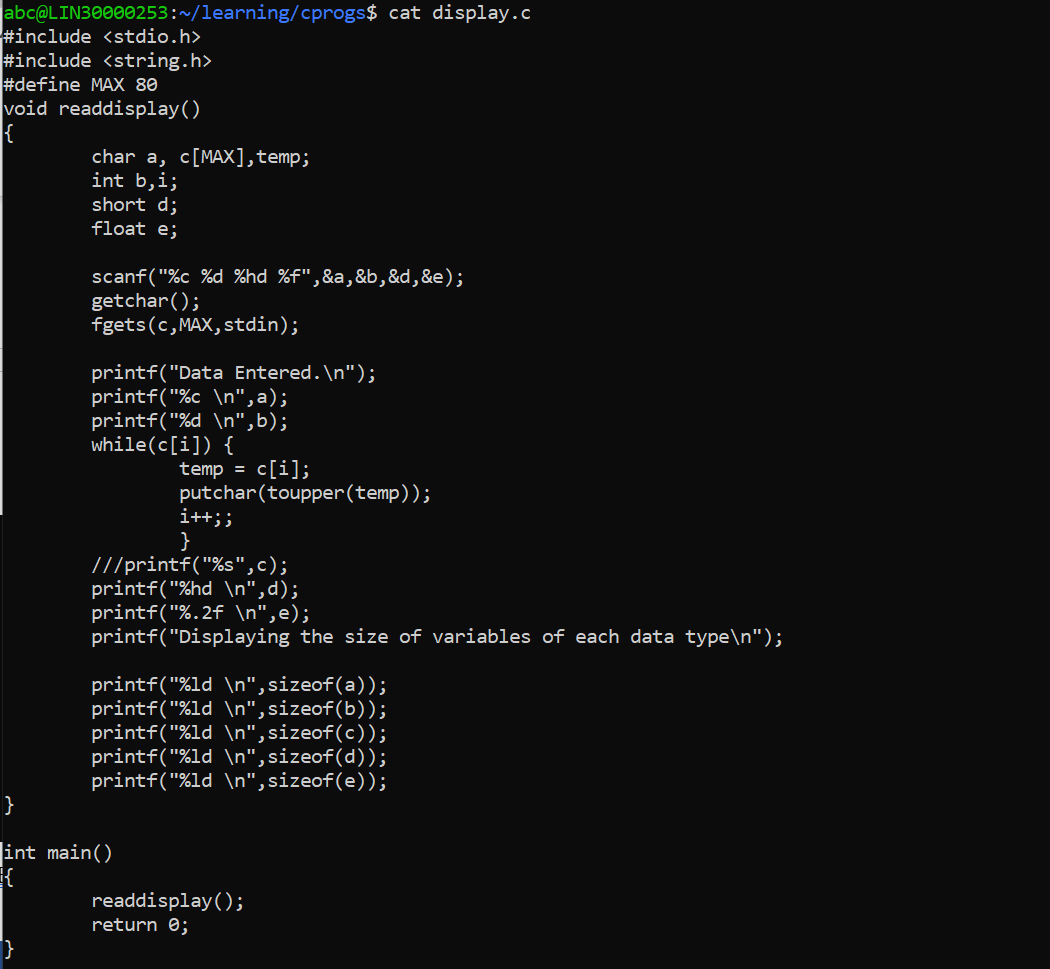 abc@LIN30000253:~/learning/cprogs$ cat display.c
#include <stdio.h>
#include <string.h>
#define MAX 80
void readdisplay()
{
        char a, c[MAX],temp;
        int b,i;
        short d;
        float e;

        scanf("%c %d %hd %f",&a,&b,&d,&e);
        getchar();
        fgets(c,MAX,stdin);

        printf("Data Entered.\n");
        printf("%c \n",a);
        printf("%d \n",b);
        while(c[i]) {
                temp = c[i];
                putchar(toupper(temp));
                i++;;
                }
        ///printf("%s",c);
        printf("%hd \n",d);
        printf("%.2f \n",e);
        printf("Displaying the size of variables of each data type\n");

        printf("%ld \n",sizeof(a));
        printf("%ld \n",sizeof(b));
        printf("%ld \n",sizeof(c));
        printf("%ld \n",sizeof(d));
        printf("%ld \n",sizeof(e));
}

int main()
{
        readdisplay();
        return 0;
}